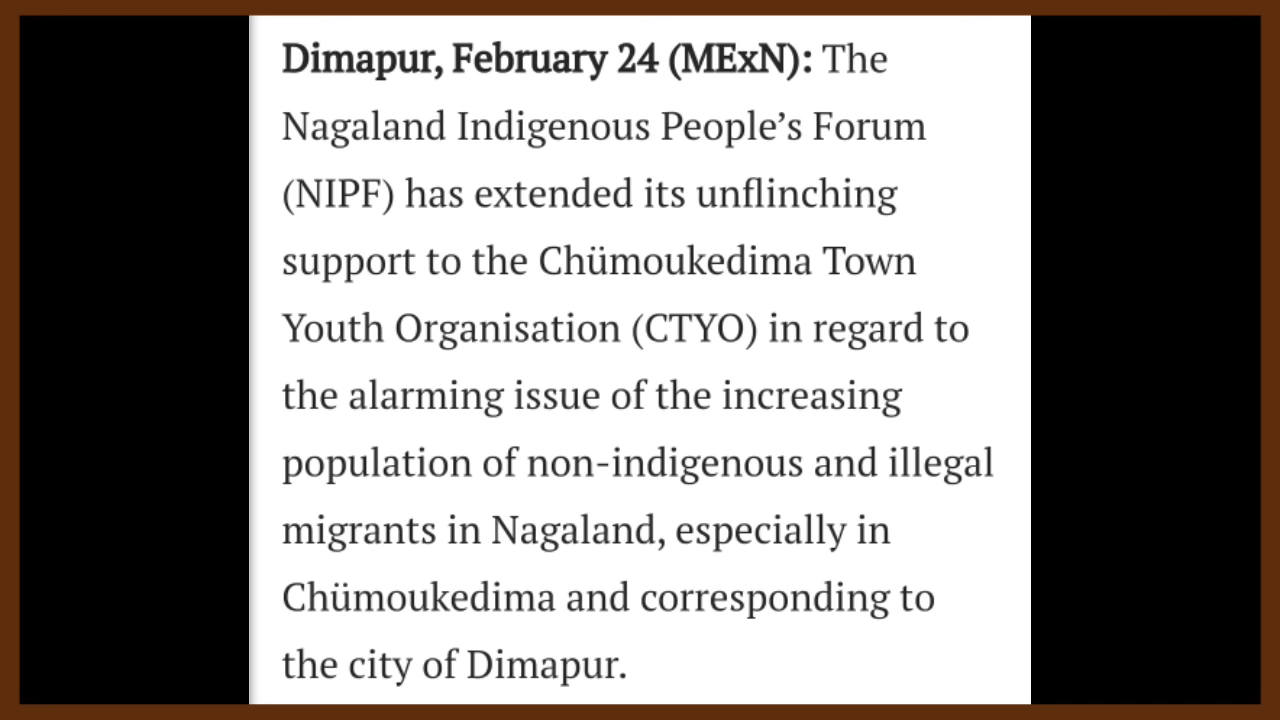 Dimapur, February 24 (MExN): The
Nagaland Indigenous People’s Forum
(NIPF) has extended its unflinching
support to the Chümoukedima Town
Youth Organisation (CTYO) in regard to
the alarming issue of the increasing
population of non-indigenous and illegal
migrants in Nagaland, especially in
Chümoukedima and corresponding to
the city of Dimapur.